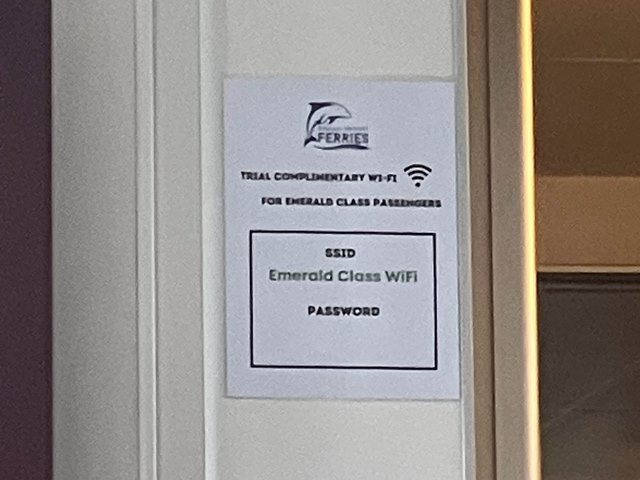 FERRIES
TRIAL COMPLIMENTARY WI-FI
FOR EMERALD CLASS PASSENGERS
SSID
Emerald Class WiFi
PASSWORD